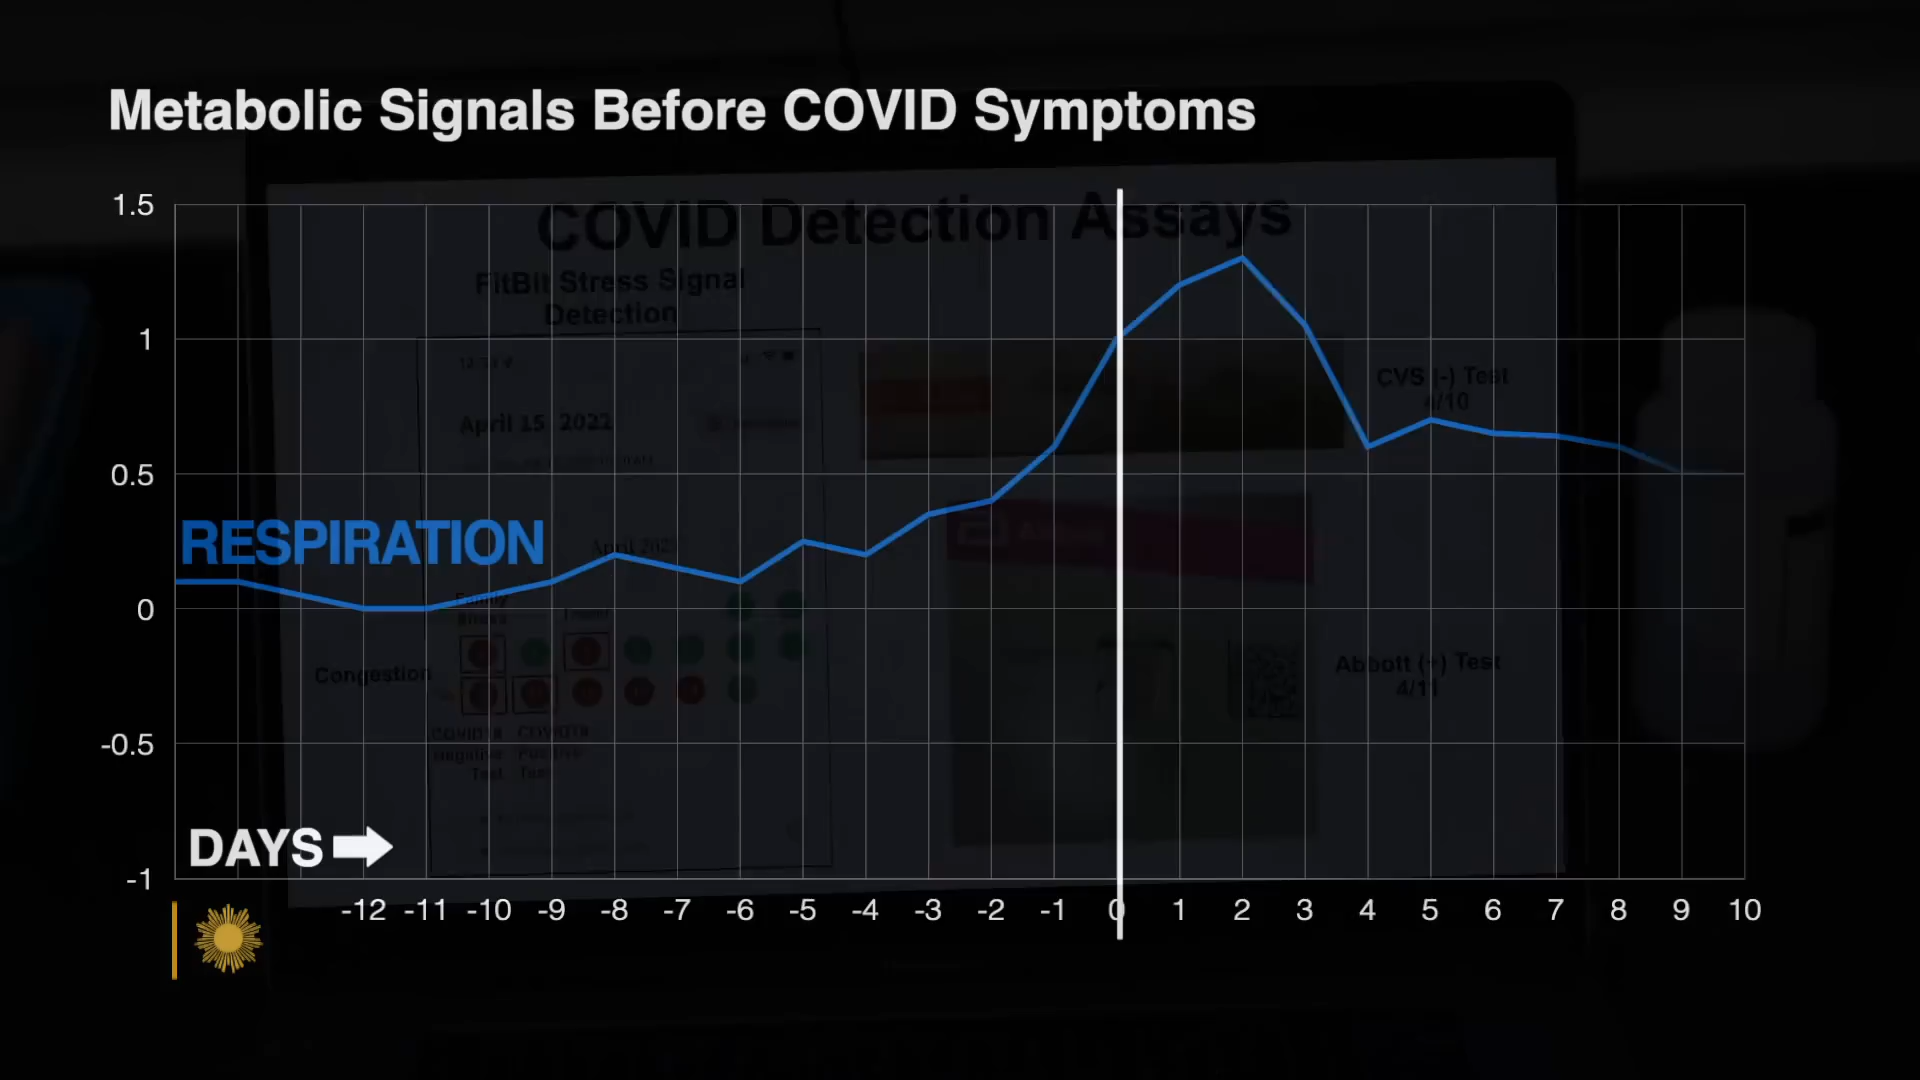 Metabolic Signals Before COVID Symptoms
1.5
COVID Detection Assays
FitBit Stress Signal
Detection
1
CVS (-) Test
4/10
April 15, 2022
0.5
RESPIRATION
April 2022
0
Congestion
Abbott (+) Test
4/11
-0.5
DAYS
-1
-12 -11 -10 -9 -8 -7 -6 -5 -4 -3 -2 -1 0 1 2 3 4 5 6 7 8 9 10